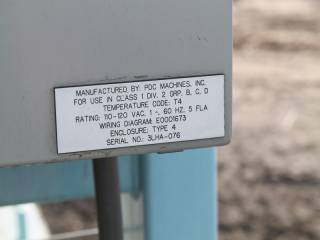 MANUFACTURED BY: PDC MACHINES, INC.
FOR USE IN CLASS 1 DIV. 2 GRP. B, C, D
TEMPERATURE CODE: T4
RATING: 110-120 VAC, 1~, 60 HZ, 5 FLA
WIRING DIAGRAM: E0001673
ENCLOSURE: TYPE 4
SERIAL NO.: 3LHA-076